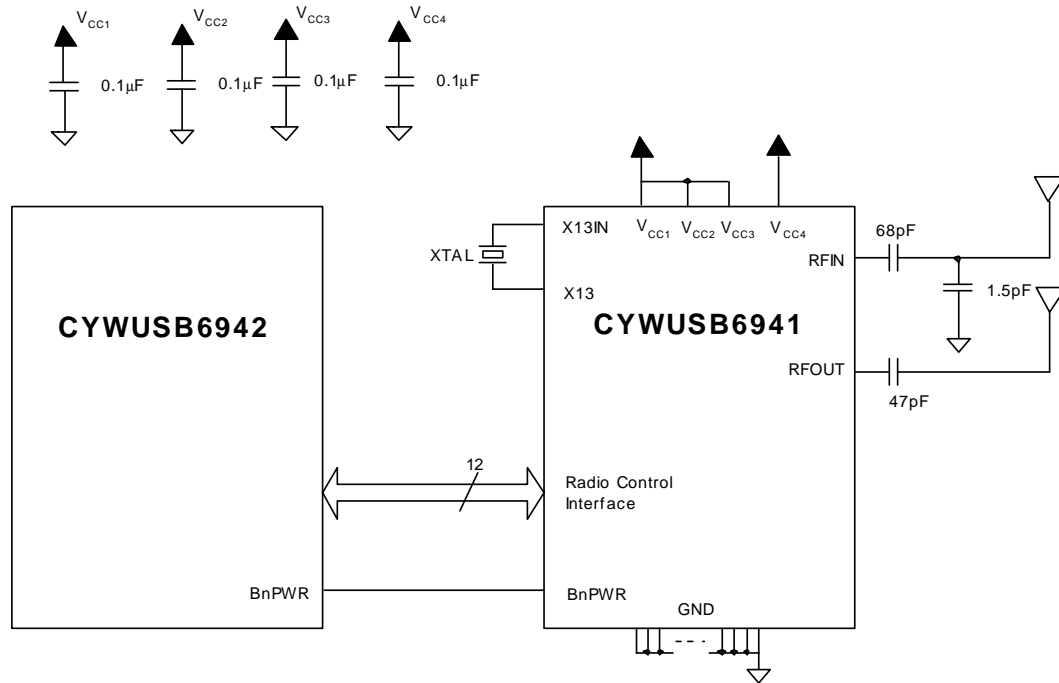 VCC1
VCC2
VCC3
VCC4
0.1µF
0.1µF
0.1µF
0.1µF
X13IN
VCC1
VCC2
VCC3
VCC4
68pF
XTAL
RFIN
X13
1.5pF
CYWUSB6942
CYWUSB6941
RFOUT
47pF
12
Radio Control
Interface
BnPWR
BnPWR
GND